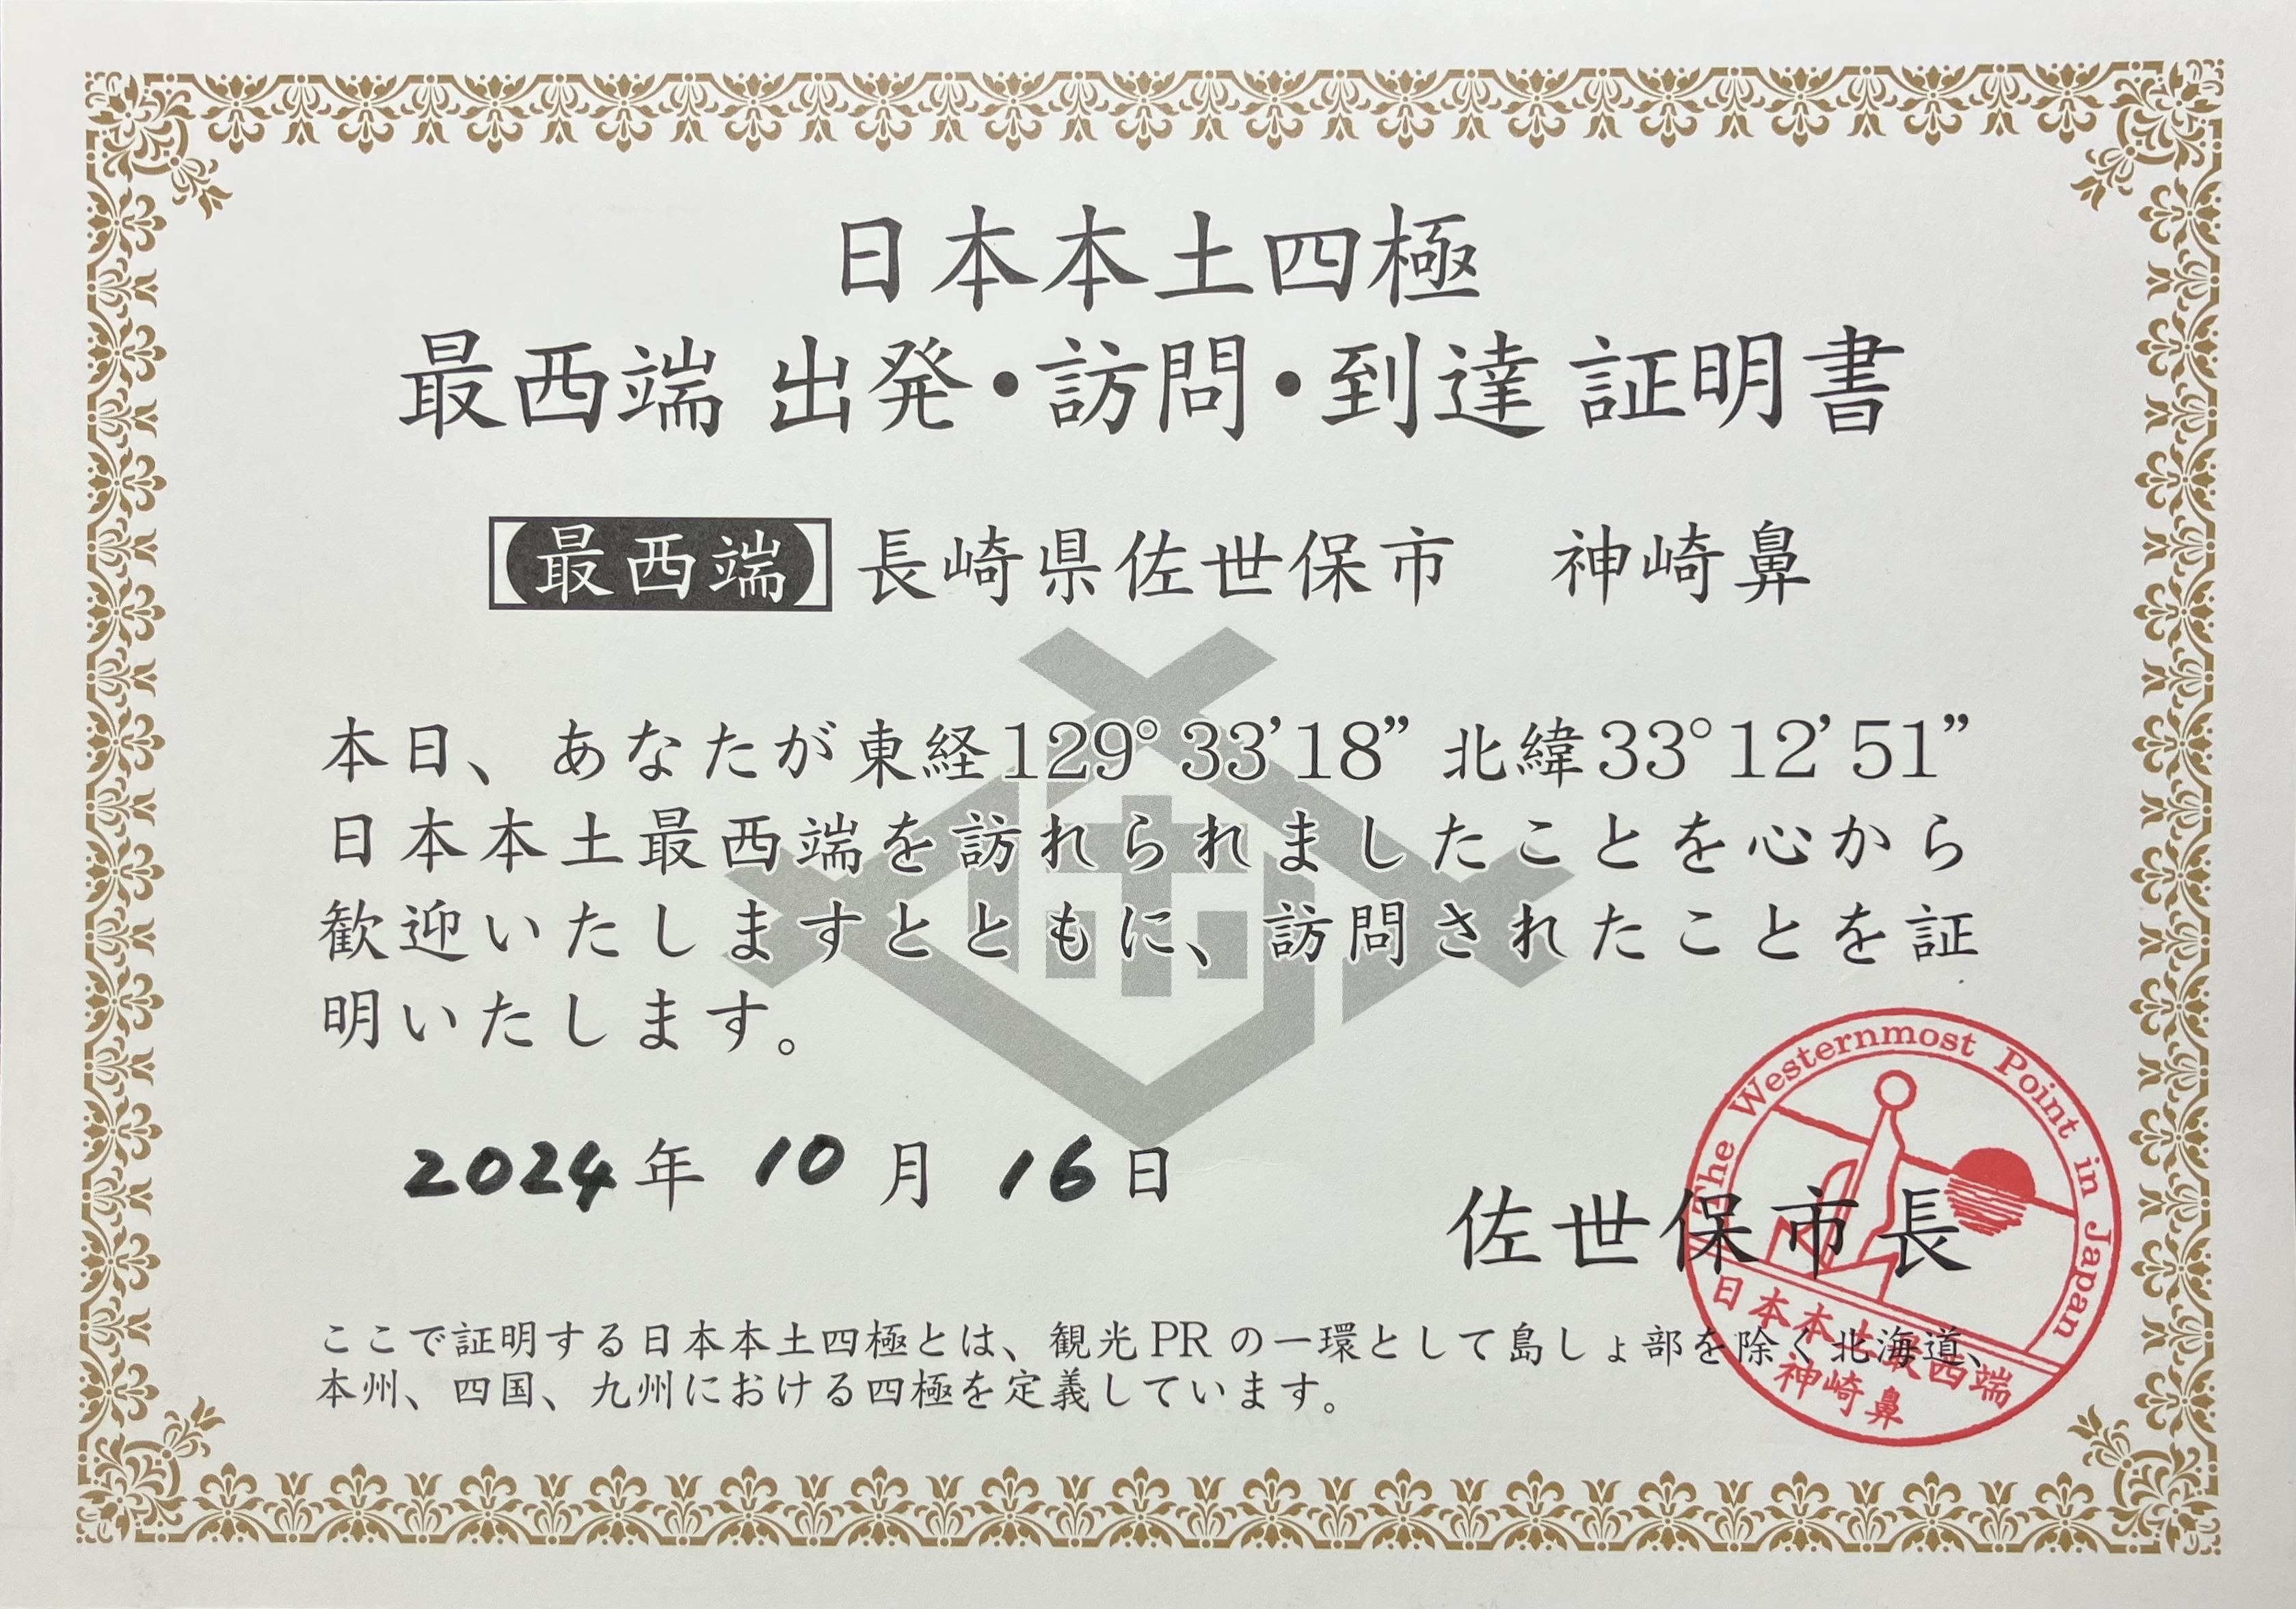 日本本土四極
最西端 出発・訪問・到達 証明書
【最西端】長崎県佐世保市　神崎鼻
本日、あなたが東経129°33’18” 北緯33°12’51”
日本本土最西端を訪れられましたことを心から
歓迎いたしますとともに、訪問されたことを証
明いたします。
2024年 10月 16日
佐世保市長
The Westernmost Point in Japan
日本本土最西端
神崎鼻
ここで証明する日本本土四極とは、観光PRの一環として島しょ部を除く北海道、
本州、四国、九州における四極を定義しています。